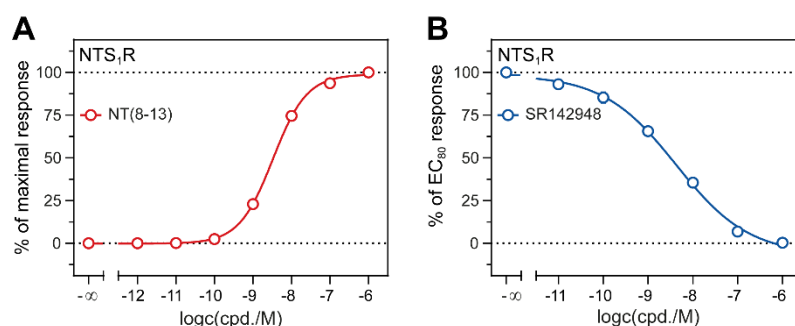 A
NTS₁R
% of maximal response
100
75
50
25
0
NT(8-13)
-∞ -12 -11 -10 -9 -8 -7 -6
logc(cpd./M)
B
NTS₁R
% of EC₈₀ response
100
75
50
25
0
SR142948
-∞ -11 -10 -9 -8 -7 -6
logc(cpd./M)